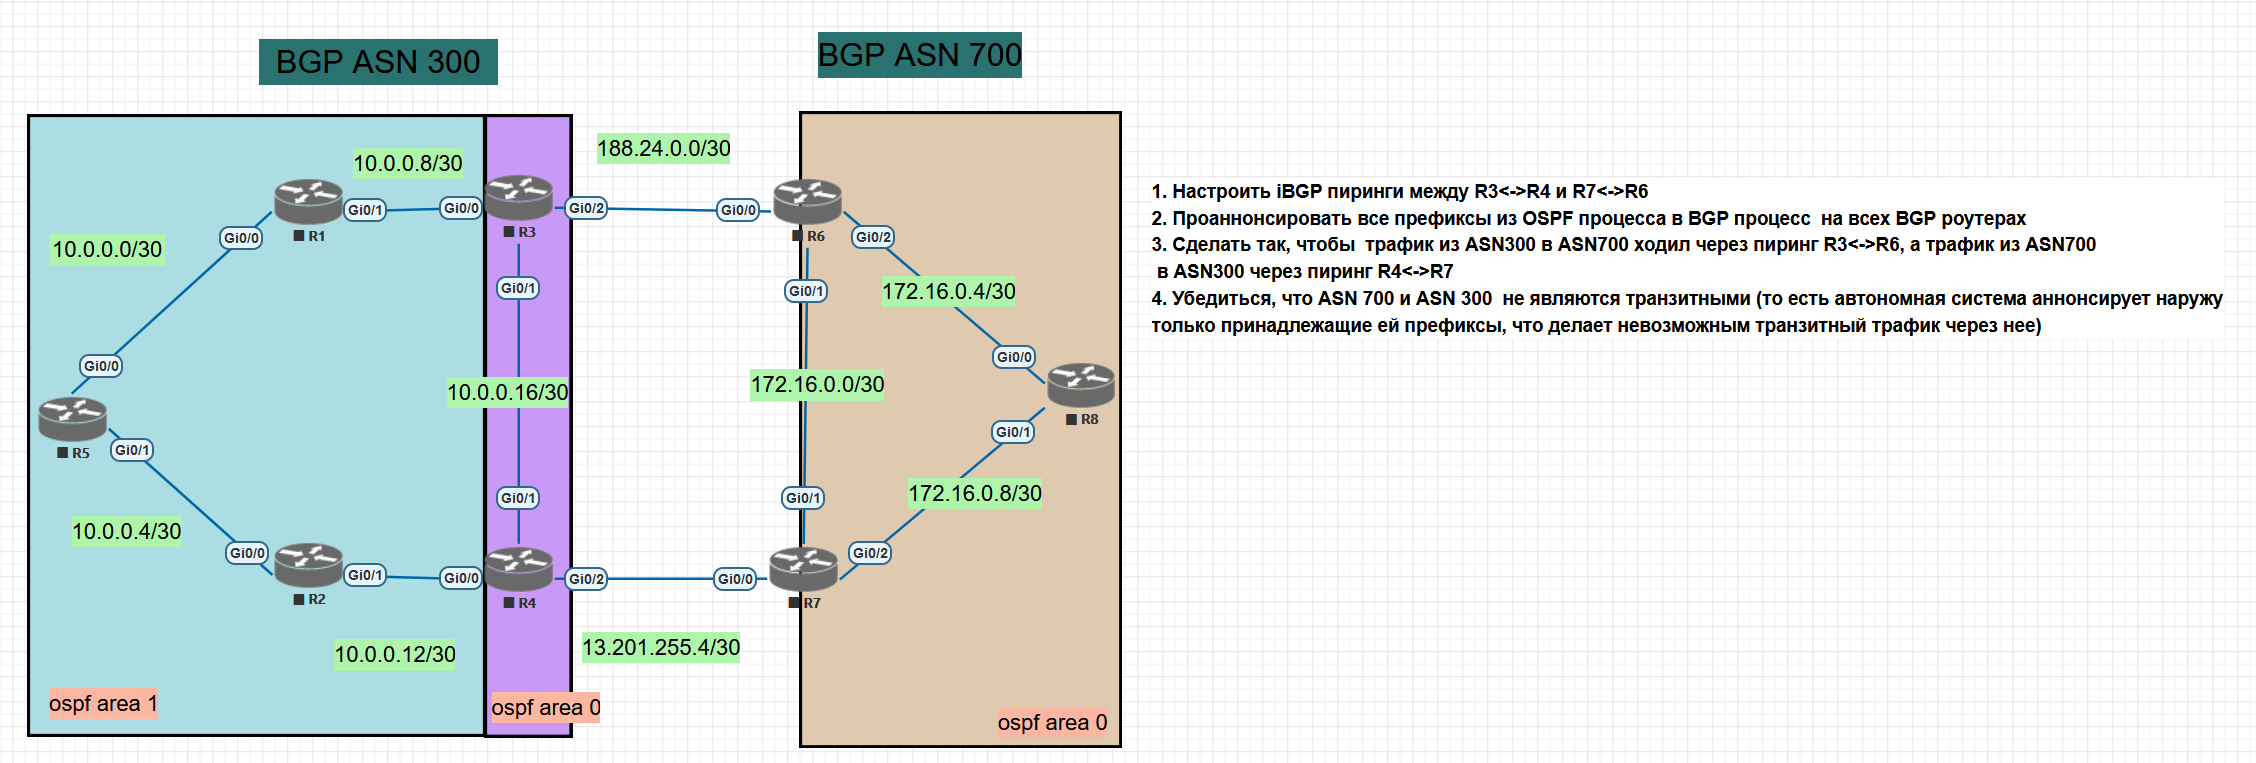 BGP ASN 300
BGP ASN 700
188.24.0.0/30
10.0.0.8/30
Gi0/1
Gi0/0
R1
R3
Gi0/2
Gi0/0
R6
Gi0/0
Gi0/2
10.0.0.0/30
Gi0/1
Gi0/1
172.16.0.4/30
Gi0/0
Gi0/0
10.0.0.16/30
172.16.0.0/30
R8
R5
Gi0/1
Gi0/1
Gi0/1
Gi0/1
172.16.0.8/30
10.0.0.4/30
Gi0/0
Gi0/1
Gi0/0
Gi0/2
Gi0/0
Gi0/2
R2
R4
R7
10.0.0.12/30
13.201.255.4/30
ospf area 1
ospf area 0
ospf area 0
1. Настроить iBGP пиринги между R3<->R4 и R7<->R6
2. Проаннонсировать все префиксы из OSPF процесса в BGP процесс на всех BGP роутерах
3. Сделать так, чтобы трафик из ASN300 в ASN700 ходил через пиринг R3<->R6, а трафик из ASN700
в ASN300 через пиринг R4<->R7
4. Убедиться, что ASN 700 и ASN 300 не являются транзитными (то есть автономная система аннонсирует наружу
только принадлежащие ей префиксы, что делает невозможным транзитный трафик через нее)